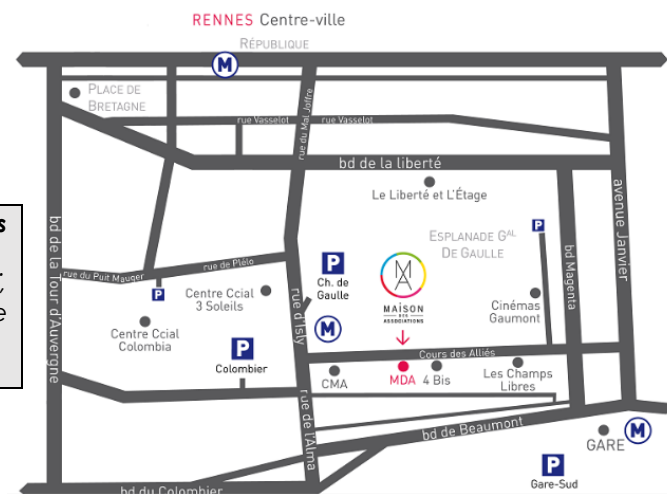 RENNES Centre-ville
RÉPUBLIQUE
M
PLACE DE
BRETAGNE
rue Vasselot
rue Vasselot
rue du Mal Joffre
bd de la liberté
Le Liberté et L'Étage
bd de la Tour d'Auvergne
avenue Janvier
bd Magenta
ESPLANADE GAL
DE GAULLE
P
s
rue du Puit Mauger
rue de Plélo
P
Ch. de
Gaulle
MA
MAISON
DES
ASSOCIATIONS
r
e
P
Centre Ccial
3 Soleils
rue d'Isly
M
Cinémas
Gaumont
Centre Ccial
Colombia
P
Colombier
Cours des Alliés
CMA
MDA
4 Bis
Les Champs
Libres
rue de l'Alma
bd de Beaumont
GARE
M
P
Gare-Sud
bd du Colombier